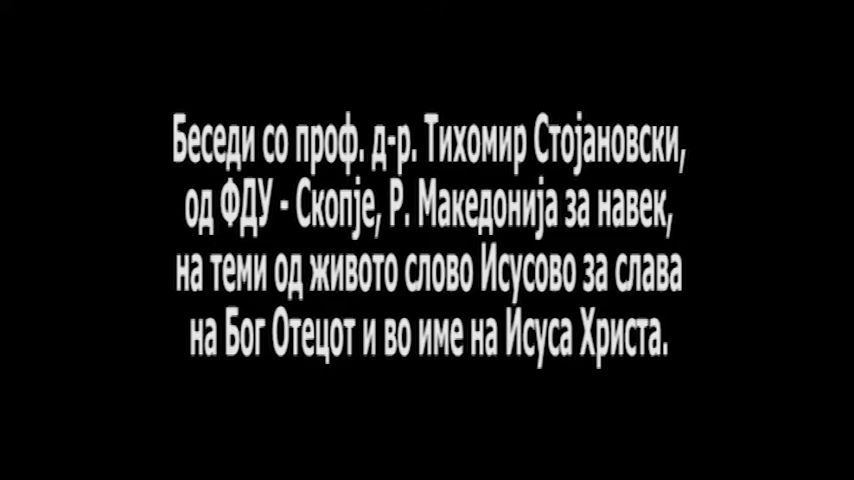 Беседи со проф. д-р. Тихомир Стојановски,
од ФДУ - Скопје, Р. Македонија за навек,
на теми од живото слово Исусово за слава
на Бог Отецот и во име на Исуса Христа.